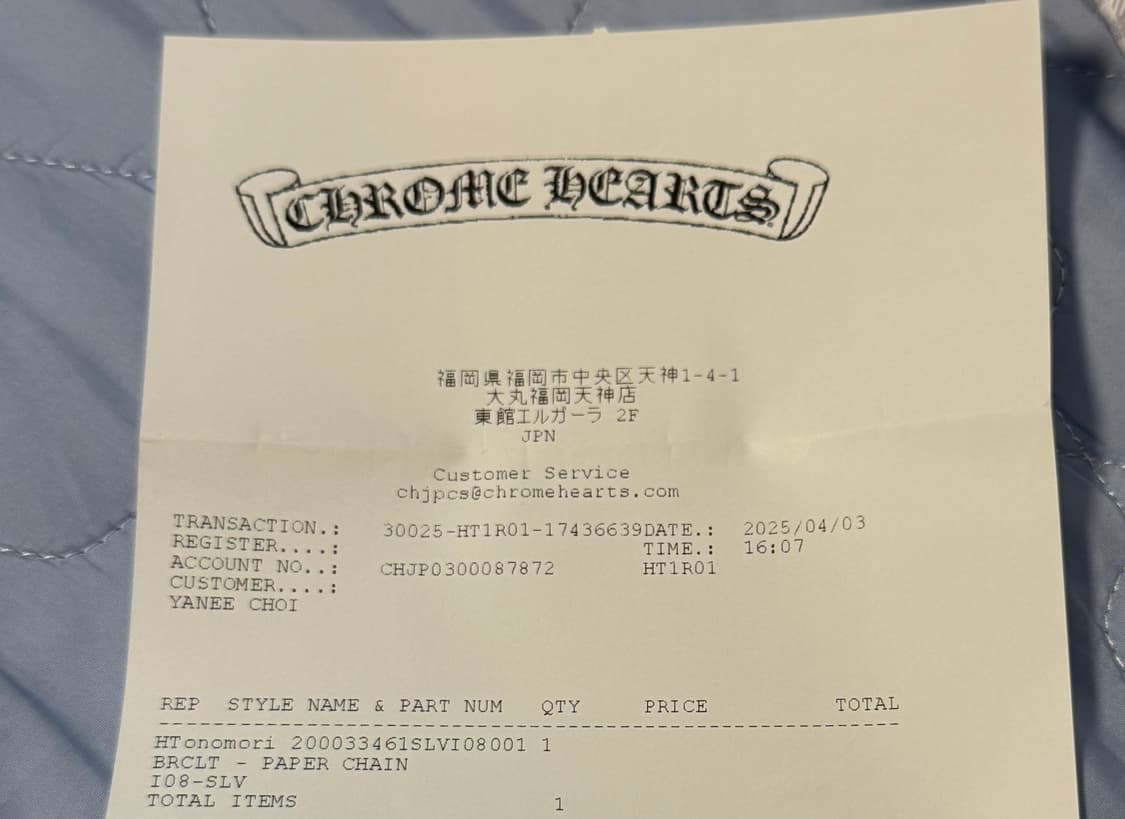 CHROME HEARTS
福岡県福岡市中央区天神1-4-1
大丸福岡天神店
東館エルガーラ 2F
JPN
Customer Service
chjpcs@chromehearts.com
TRANSACTION.: 30025-HT1R01-17436639DATE.: 2025/04/03
REGISTER....: TIME.: 16:07
ACCOUNT NO..: CHJP0300087872 HT1R01
CUSTOMER....:
YANEE CHOI
REP STYLE NAME & PART NUM QTY PRICE TOTAL
HTonomori 200033461SLVI08001 1
BRCLT - PAPER CHAIN
I08-SLV
TOTAL ITEMS 1